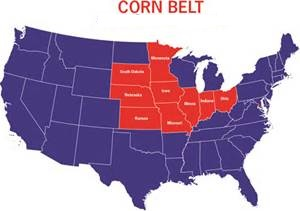 CORN BELT
Minnesota
South Dakota
Iowa
Nebraska
Illinois
Indiana
Ohio
Kansas
Missouri